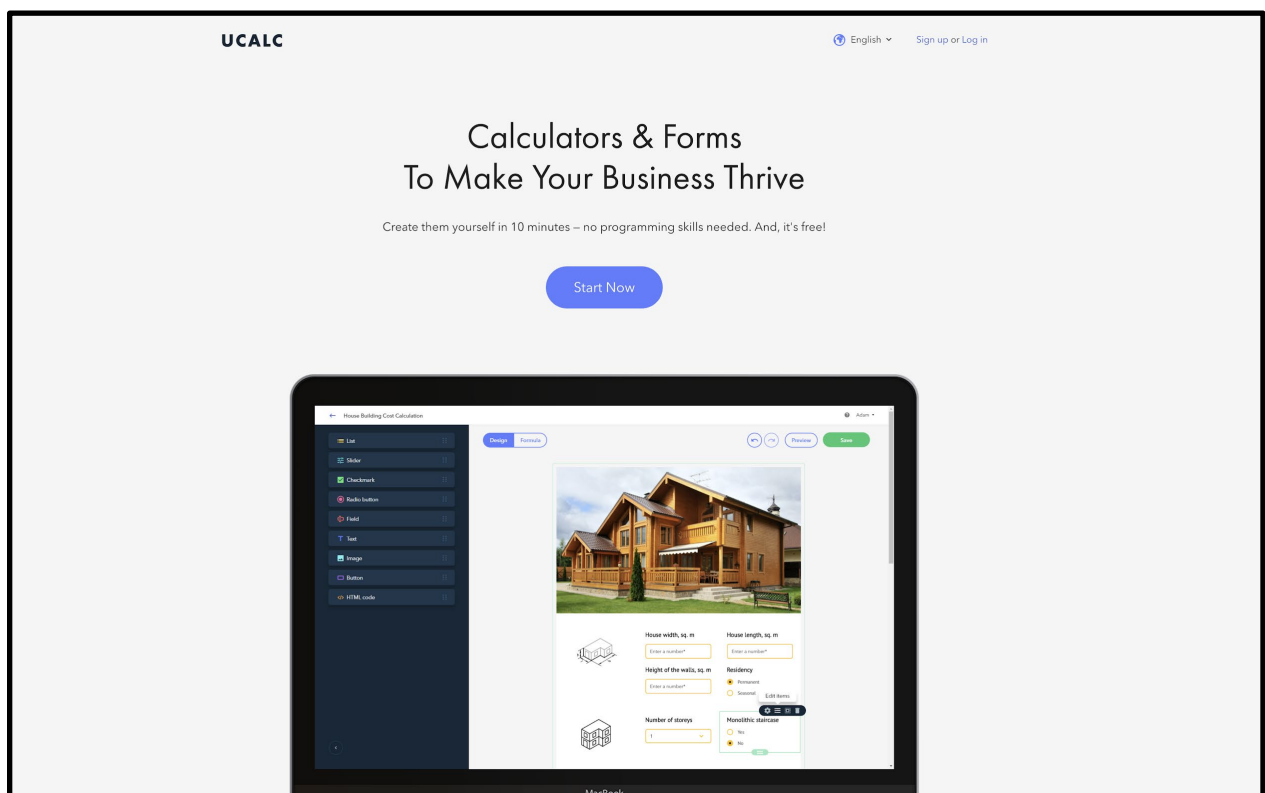 UCALC
English
Sign up or Log in
Calculators & Forms
To Make Your Business Thrive
Create them yourself in 10 minutes – no programming skills needed. And, it's free!
Start Now
House Building Cost Calculation
Adam
List
Slider
Checkmark
Radio button
Field
Text
Image
Button
HTML code
Design
Formula
Preview
Save
House width, sq. m
House length, sq. m
Enter a number*
Enter a number*
Height of the walls, sq. m
Residency
Enter a number*
Permanent
Seasonal
Edit items
Number of storeys
Monolithic staircase
1
Yes
No
MacBook